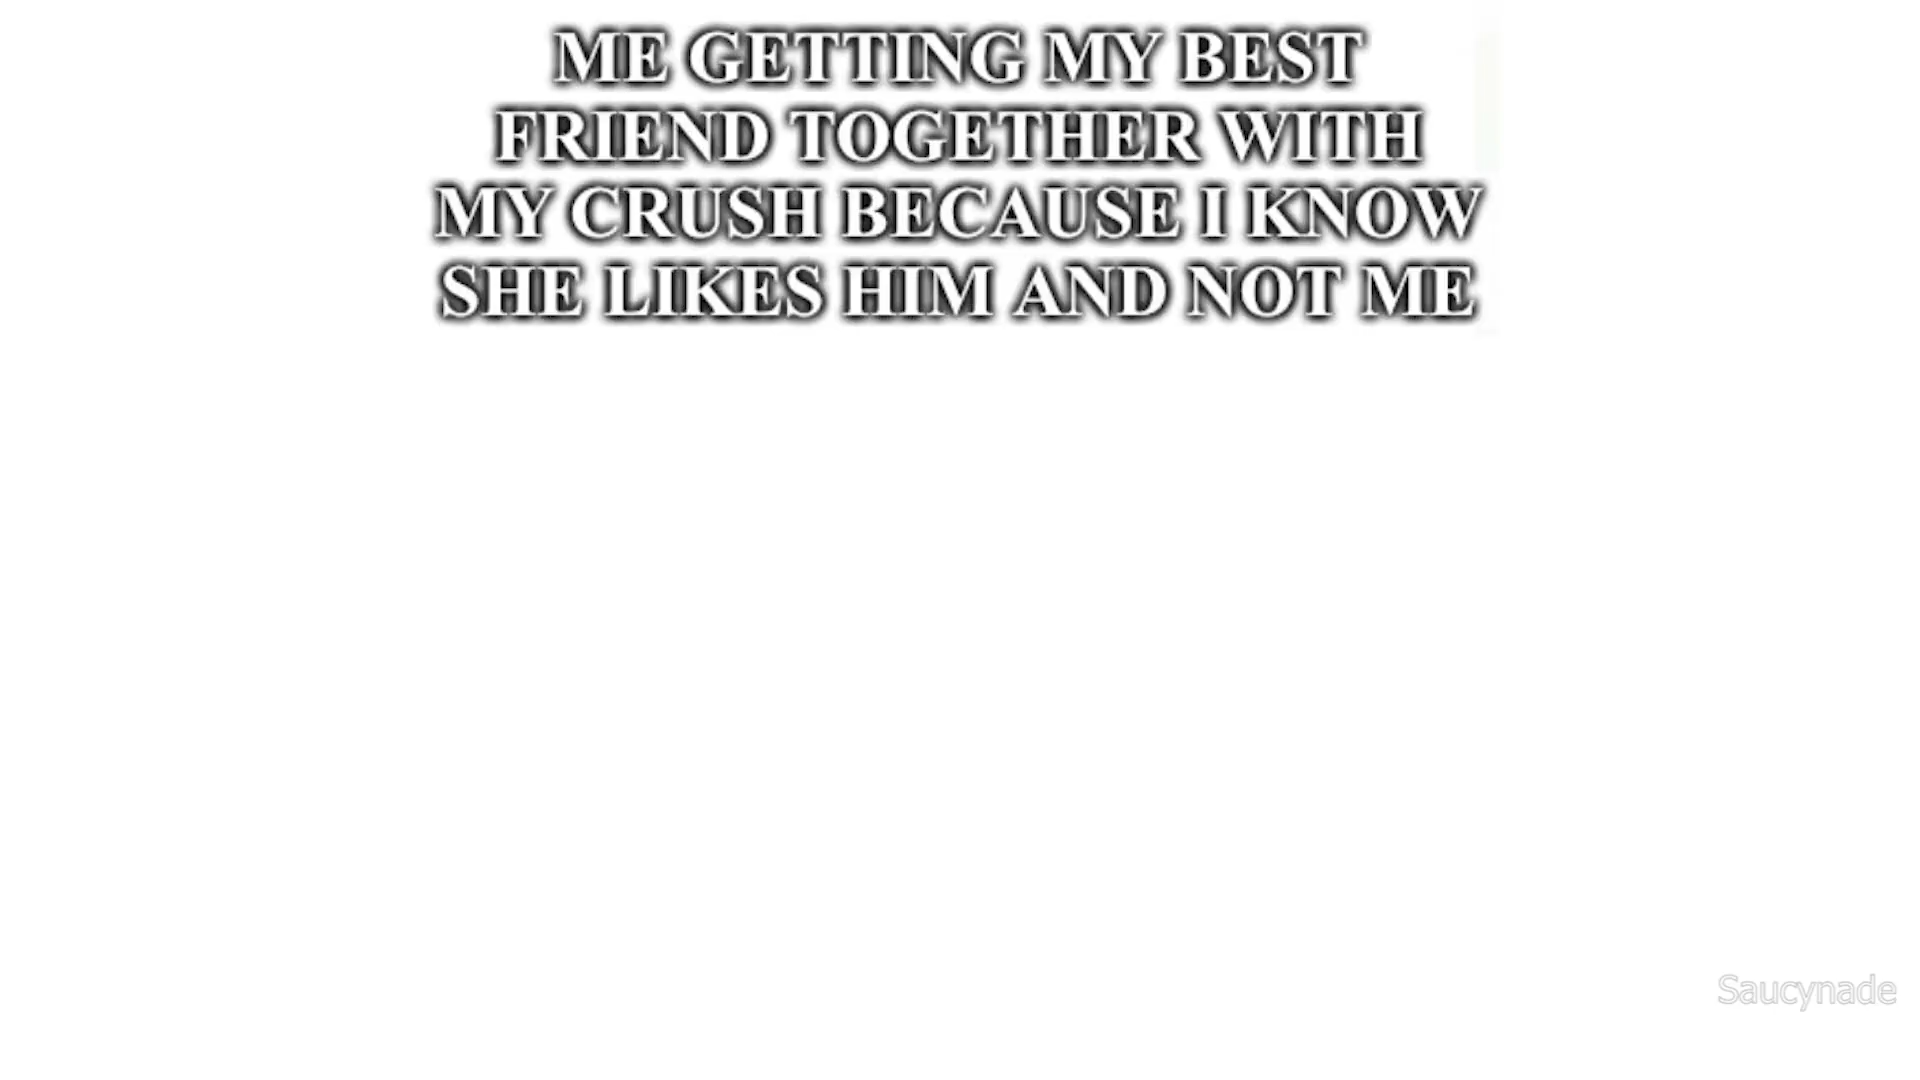 ME GETTING MY BEST
FRIEND TOGETHER WITH
MY CRUSH BECAUSE I KNOW
SHE LIKES HIM AND NOT ME
Saucynade